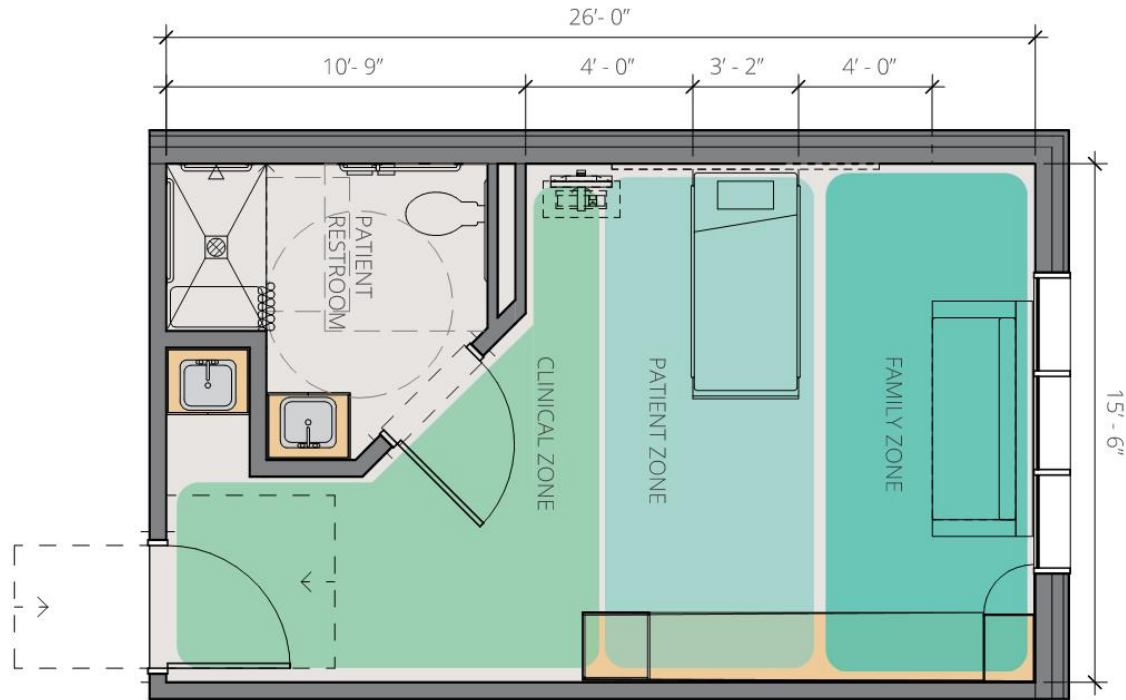 26'- 0"
10'- 9"
4' - 0"
3' - 2"
4' - 0"
PATIENT
RESTROOM
CLINICAL ZONE
PATIENT ZONE
FAMILY ZONE
15' - 6"